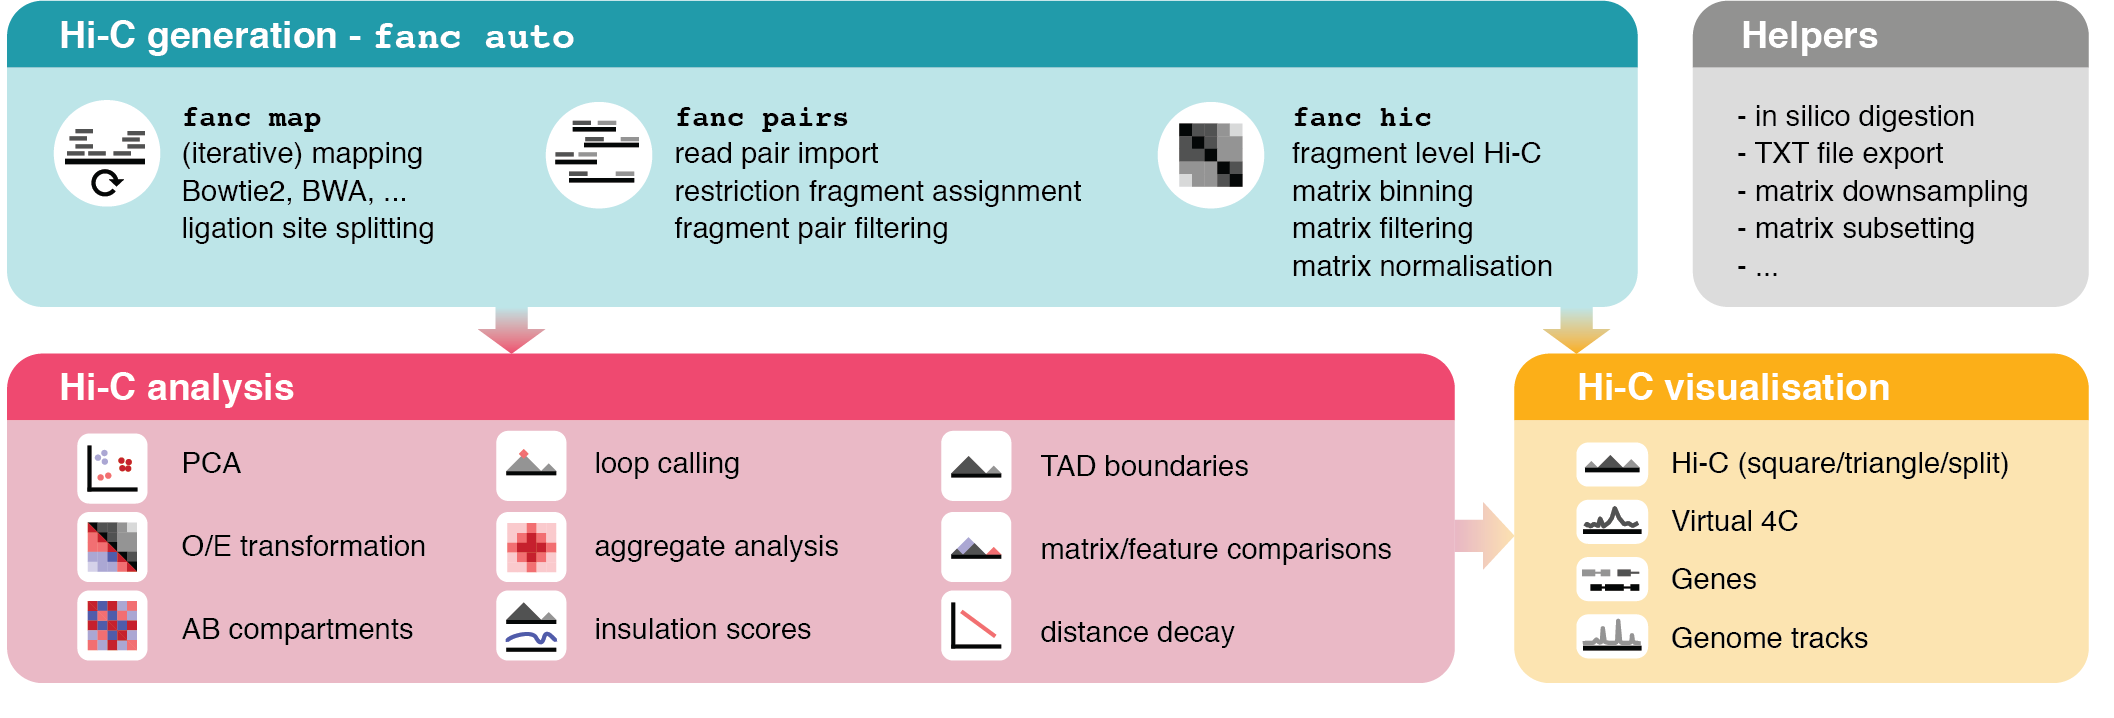 Hi-C generation - fanc auto
fanc map
(iterative) mapping
Bowtie2, BWA, ...
ligation site splitting
fanc pairs
read pair import
restriction fragment assignment
fragment pair filtering
fanc hic
fragment level Hi-C
matrix binning
matrix filtering
matrix normalisation
Helpers
- in silico digestion
- TXT file export
- matrix downsampling
- matrix subsetting
- ...
Hi-C analysis
PCA
O/E transformation
AB compartments
loop calling
aggregate analysis
insulation scores
TAD boundaries
matrix/feature comparisons
distance decay
Hi-C visualisation
Hi-C (square/triangle/split)
Virtual 4C
Genes
Genome tracks